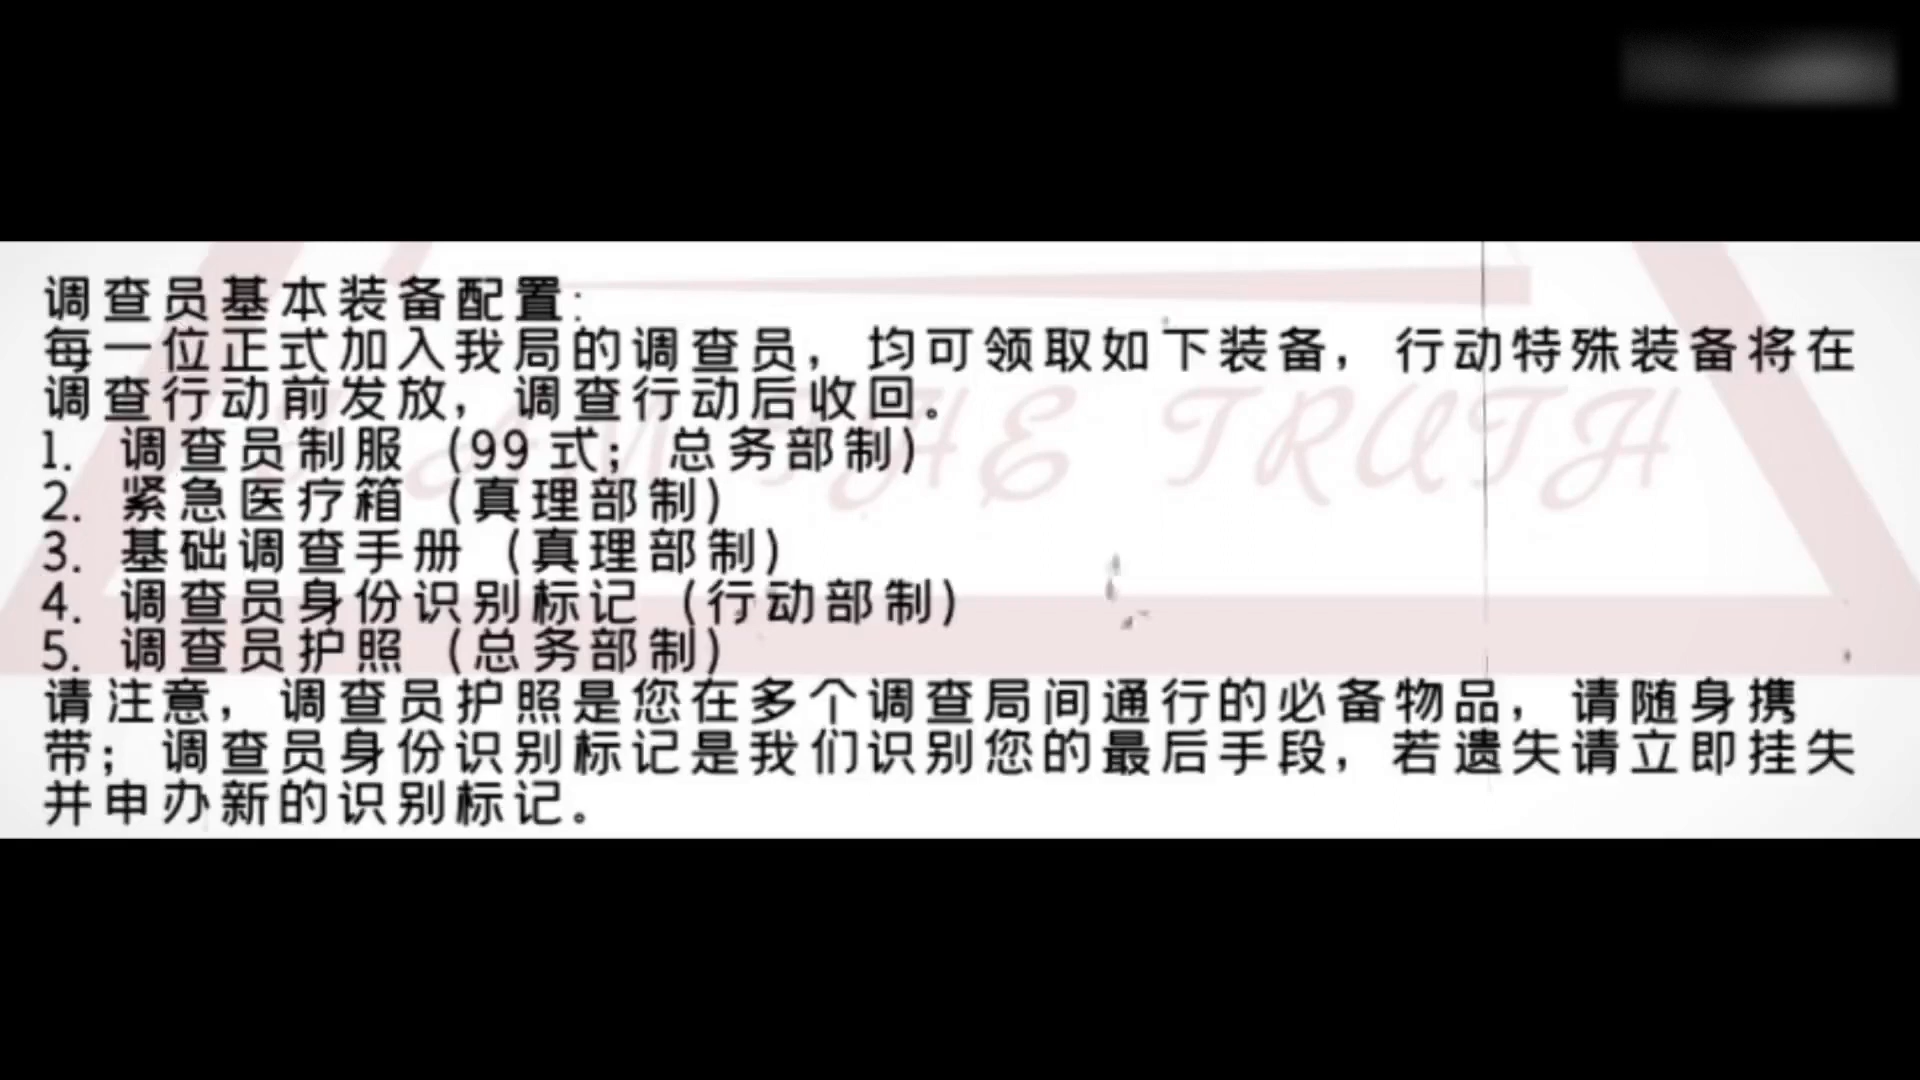 调查员基本装备配置:
每一位正式加入我局的调查员，均可领取如下装备，行动特殊装备将在
调查行动前发放，调查行动后收回。
1. 调查员制服（99 式；总务部制）
2. 紧急医疗箱（真理部制）
3. 基础调查手册（真理部制）
4. 调查员身份识别标记（行动部制）
5. 调查员护照（总务部制）
请注意，调查员护照是您在多个调查局间通行的必备物品，请随身携
带；调查员身份识别标记是我们识别您的最后手段，若遗失请立即挂失
并申办新的识别标记。
THE TRUTH